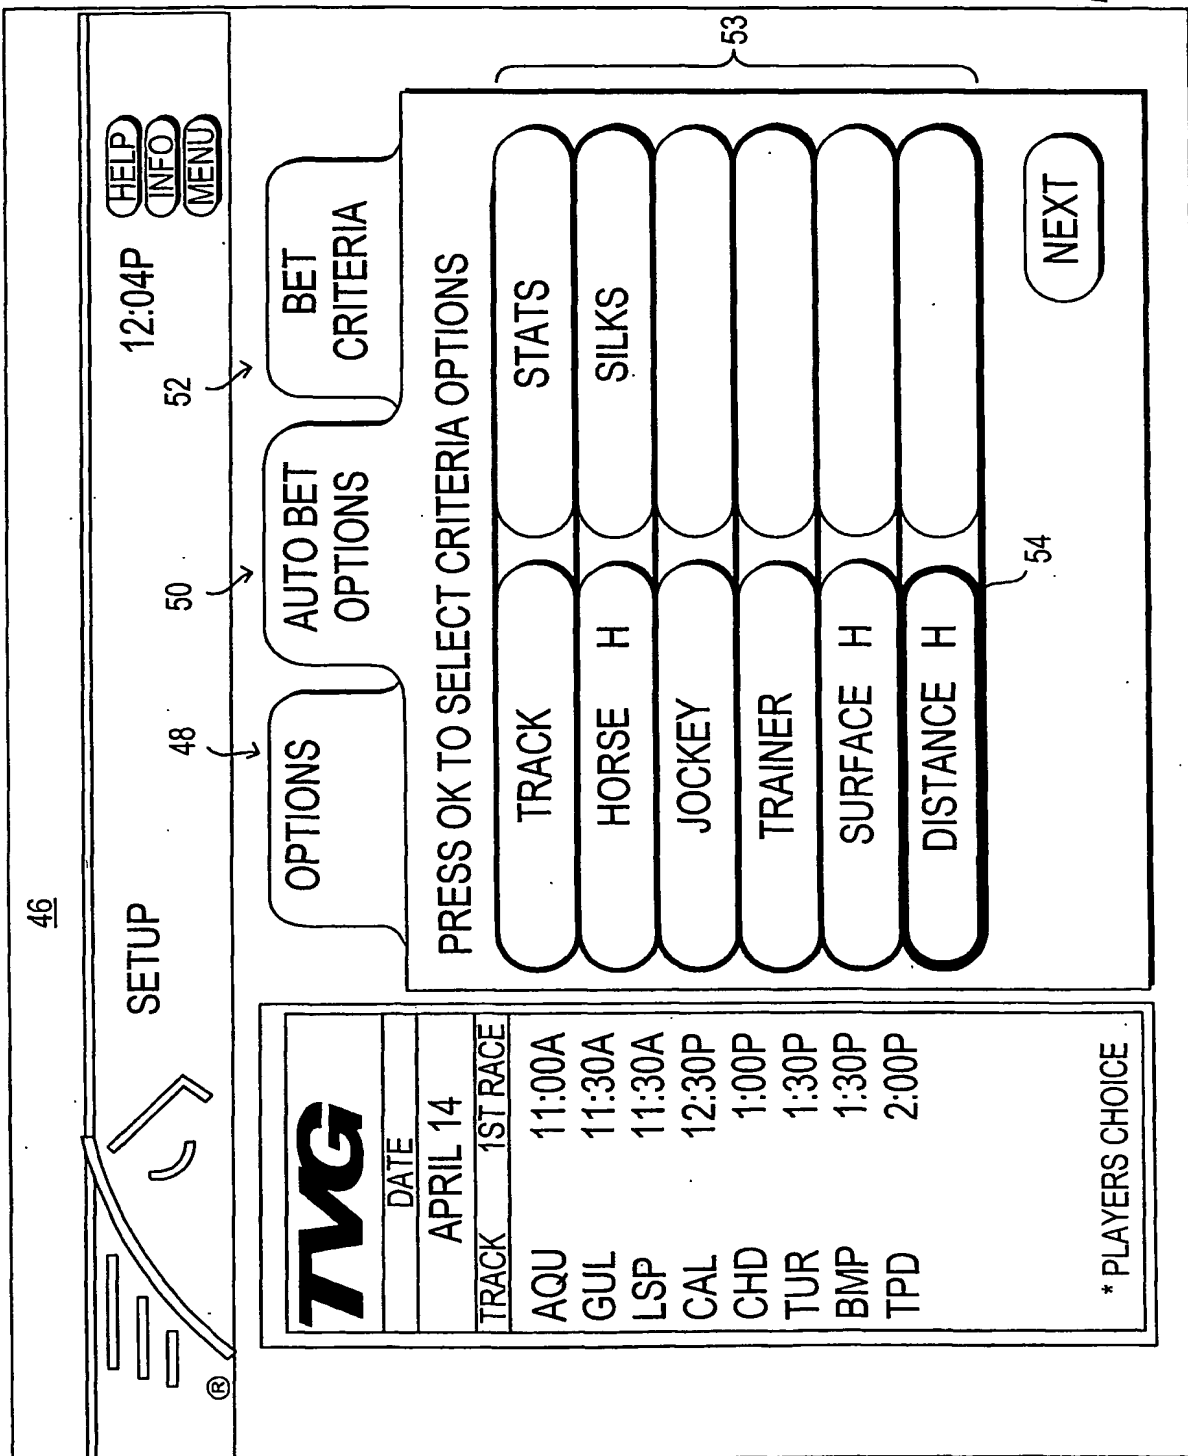 46
SETUP
12:04P
HELP
INFO
MENU
®
48
50
52
OPTIONS
AUTO BET
OPTIONS
BET
CRITERIA
TVG
DATE
APRIL 14
TRACK 1ST RACE
AQU 11:00A
GUL 11:30A
LSP 11:30A
CAL 12:30P
CHD 1:00P
TUR 1:30P
BMP 1:30P
TPD 2:00P
* PLAYERS CHOICE
PRESS OK TO SELECT CRITERIA OPTIONS
TRACK STATS
HORSE H SILKS
JOCKEY
TRAINER
SURFACE H
DISTANCE H
53
54
NEXT